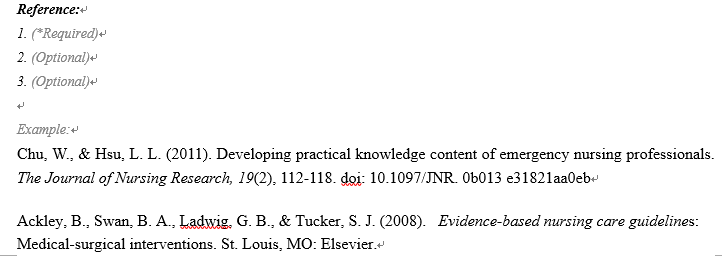 Reference:↵
1. (*Required)↵
2. (Optional)↵
3. (Optional)↵
↵
Example:↵
Chu, W., & Hsu, L. L. (2011). Developing practical knowledge content of emergency nursing professionals.
The Journal of Nursing Research, 19(2), 112-118. doi: 10.1097/JNR. 0b013 e31821aa0eb↵
Ackley, B., Swan, B. A., Ladwig, G. B., & Tucker, S. J. (2008).   Evidence-based nursing care guidelines:
Medical-surgical interventions. St. Louis, MO: Elsevier.↵